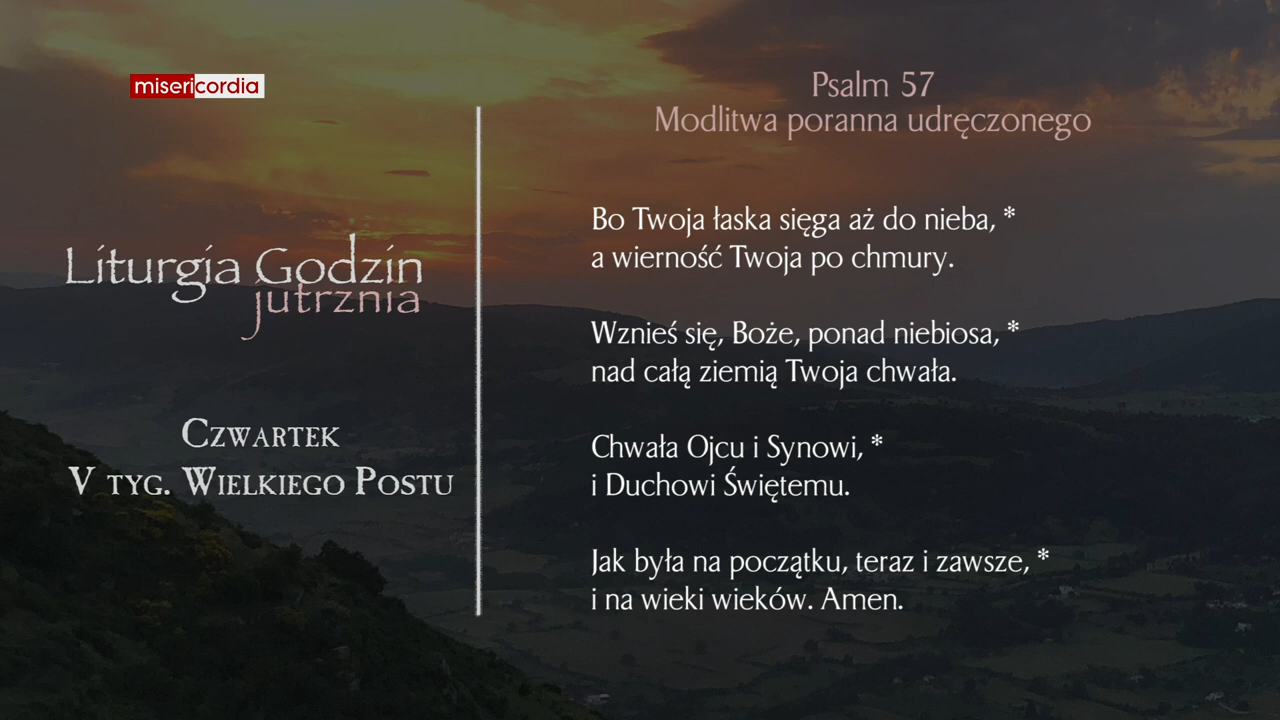 misericordia
Liturgia Godzin
jutrznia
Czwartek
V tyg. Wielkiego Postu
Psalm 57
Modlitwa poranna udręczonego
Bo Twoja łaska sięga aż do nieba, *
a wierność Twoja po chmury.
Wznieś się, Boże, ponad niebiosa, *
nad całą ziemią Twoja chwała.
Chwała Ojcu i Synowi, *
i Duchowi Świętemu.
Jak była na początku, teraz i zawsze, *
i na wieki wieków. Amen.